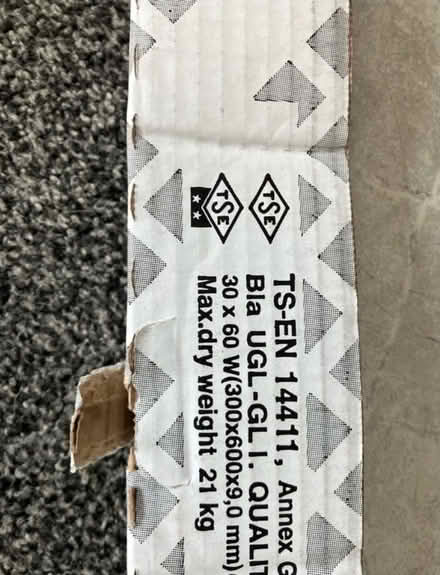 TSE TSE
TS-EN 14411, Annex G
BIa UGL-GL I. QUALIT
30 x 60 W(300x600x9,0 mm)
Max.dry weight 21 kg